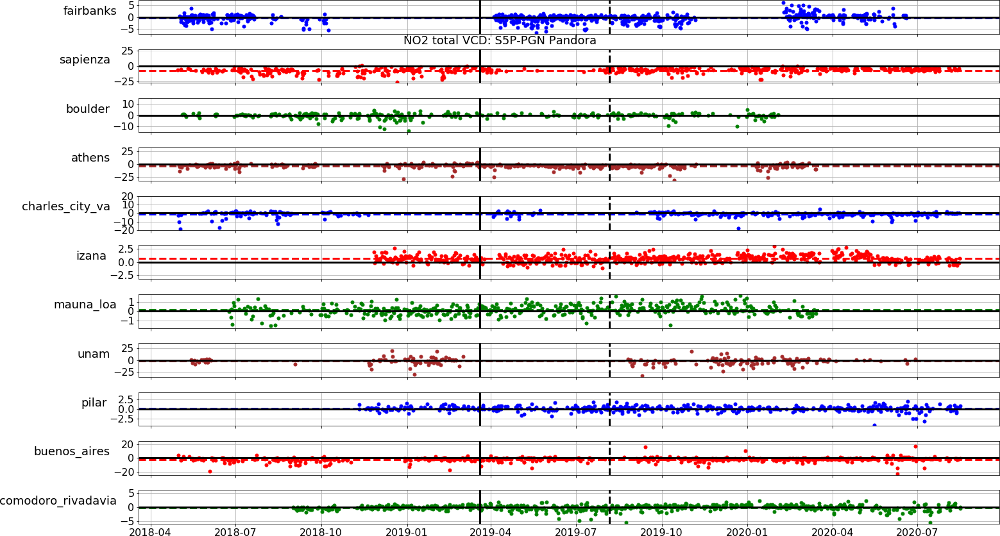 fairbanks
5
0
−5
NO2 total VCD: S5P-PGN Pandora
sapienza
25
0
−25
boulder
10
0
−10
athens
25
0
−25
charles_city_va
20
10
0
−10
−20
izana
2.5
0.0
−2.5
mauna_loa
1
0
−1
unam
25
0
−25
pilar
2.5
0.0
−2.5
buenos_aires
20
0
−20
comodoro_rivadavia
5
0
−5
2018-04 2018-07 2018-10 2019-01 2019-04 2019-07 2019-10 2020-01 2020-04 2020-07